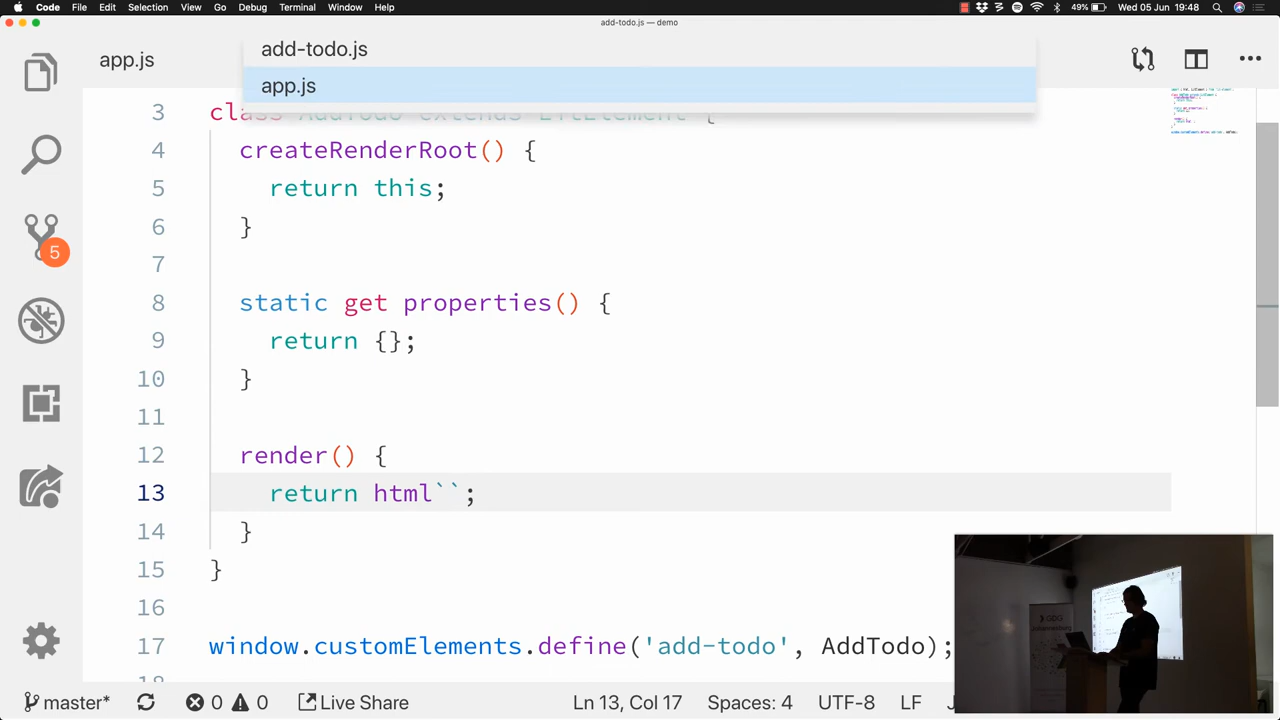 Code File Edit Selection View Go Debug Terminal Window Help
49% Wed 05 Jun 19:48
add-todo.js — demo
app.js
add-todo.js
app.js
3
4 createRenderRoot() {
5 return this;
6 }
7
8 static get properties() {
9 return {};
10 }
11
12 render() {
13 return html``;
14 }
15 }
16
17 window.customElements.define('add-todo', AddTodo);
5
master* 0 0 Live Share Ln 13, Col 17 Spaces: 4 UTF-8 LF
GDG
Johannesburg